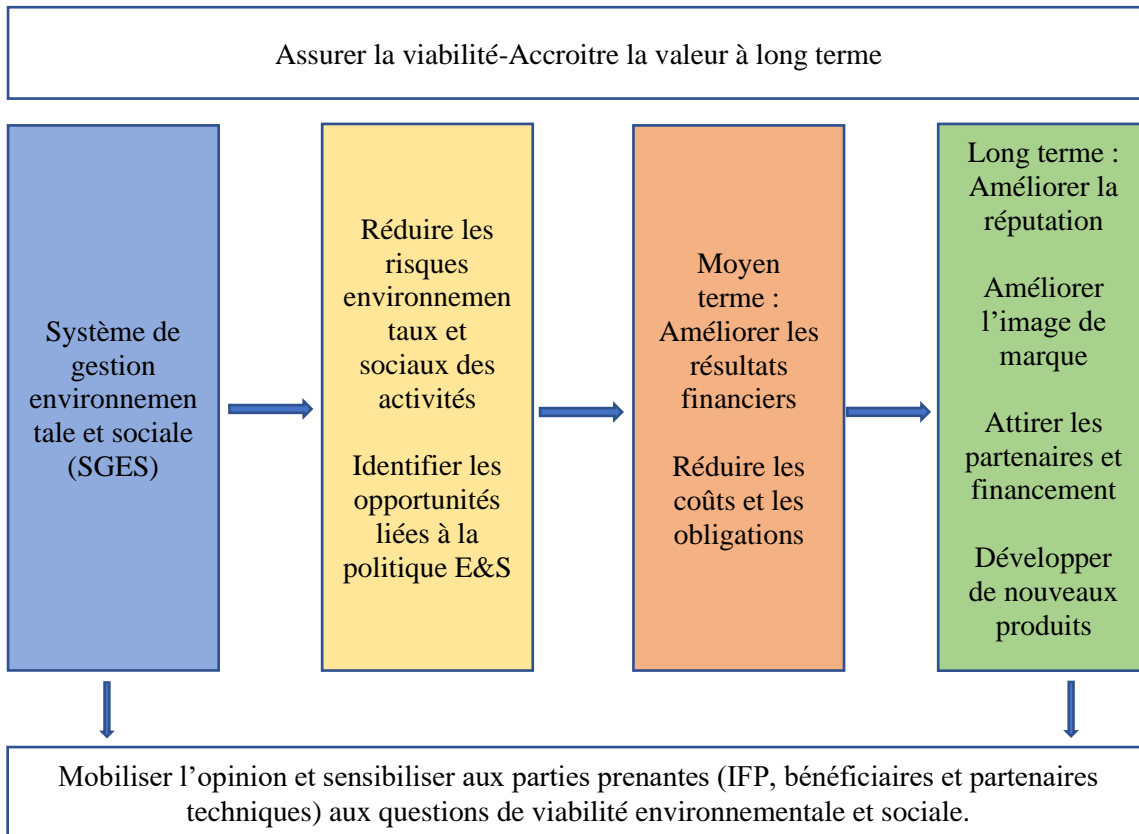 Assurer la viabilité-Accroitre la valeur à long terme
Système de
gestion
environnemen
tale et sociale
(SGES)
Réduire les
risques
environnemen
taux et
sociaux des
activités
Identifier les
opportunités
liées à la
politique E&S
Moyen
terme :
Améliorer les
résultats
financiers
Réduire les
coûts et les
obligations
Long terme :
Améliorer la
réputation
Améliorer
l’image de
marque
Attirer les
partenaires et
financement
Développer
de nouveaux
produits
Mobiliser l’opinion et sensibiliser aux parties prenantes (IFP, bénéficiaires et partenaires
techniques) aux questions de viabilité environnementale et sociale.